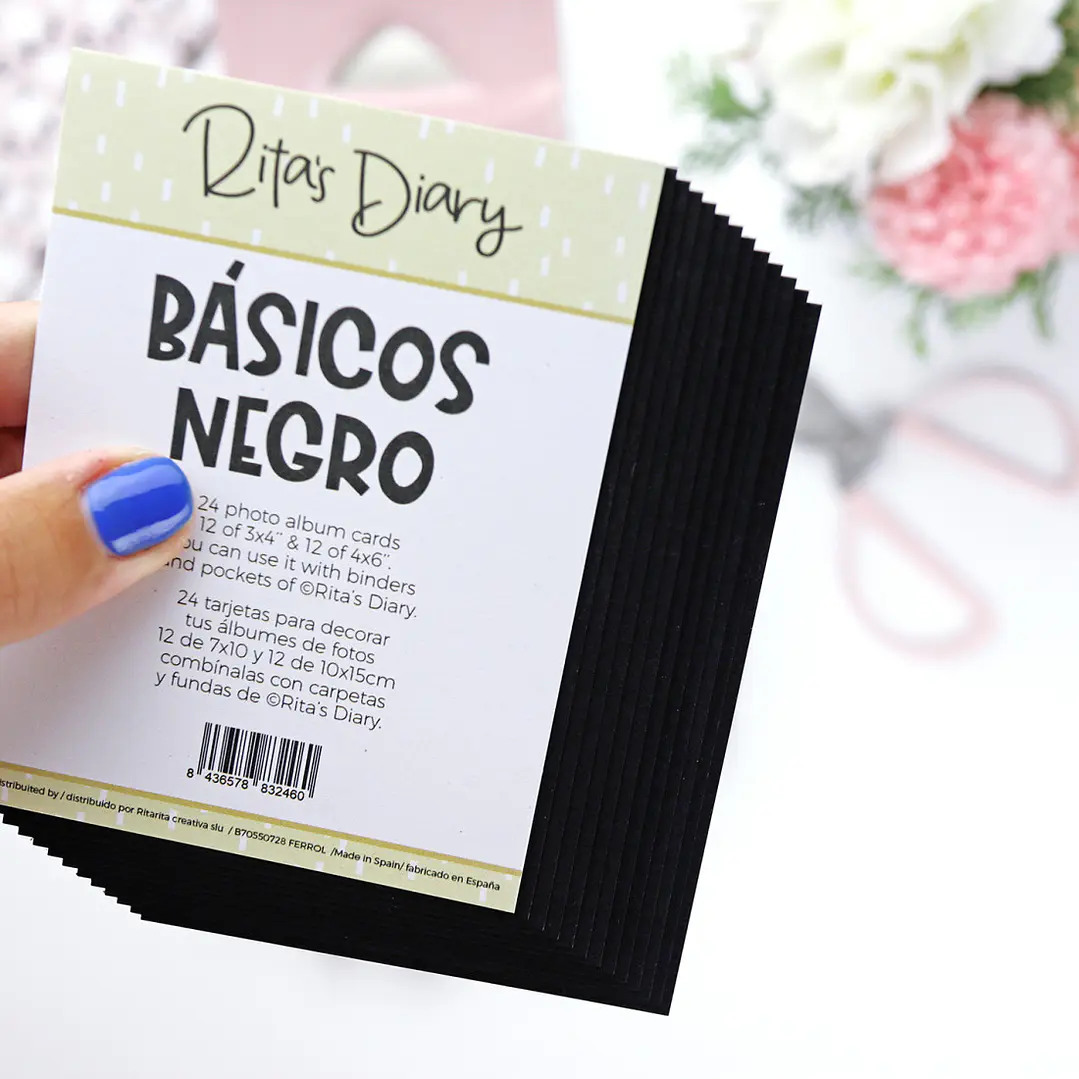 Rita's Diary
BÁSICOS
NEGRO
24 photo album cards
12 of 3x4" & 12 of 4x6".
can use it with binders
pockets of ©Rita's Diary.
24 tarjetas para decorar
tus álbumes de fotos
12 de 7x10 y 12 de 10x15cm
combínalas con carpetas
y fundas de ©Rita's Diary.
8 436578 832460
by / distribuido por Ritarita creativa slu / B70550728 FERROL /Made in Spain/ fabricado en España